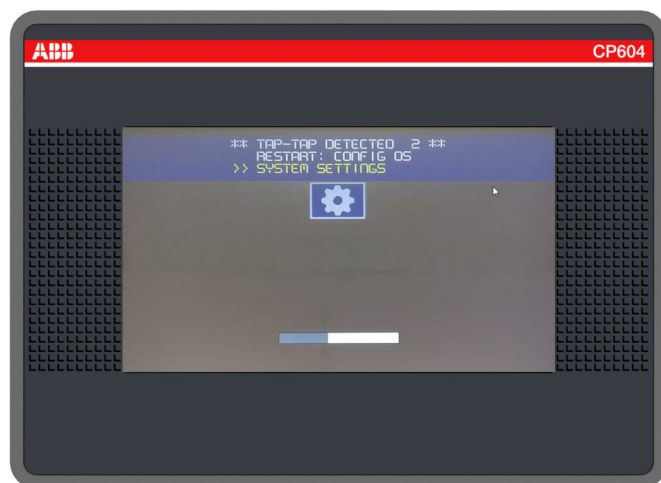 ABB
CP604
** TAP-TAP DETECTED 2 **
RESTART: CONFIG OS
>> SYSTEM SETTINGS